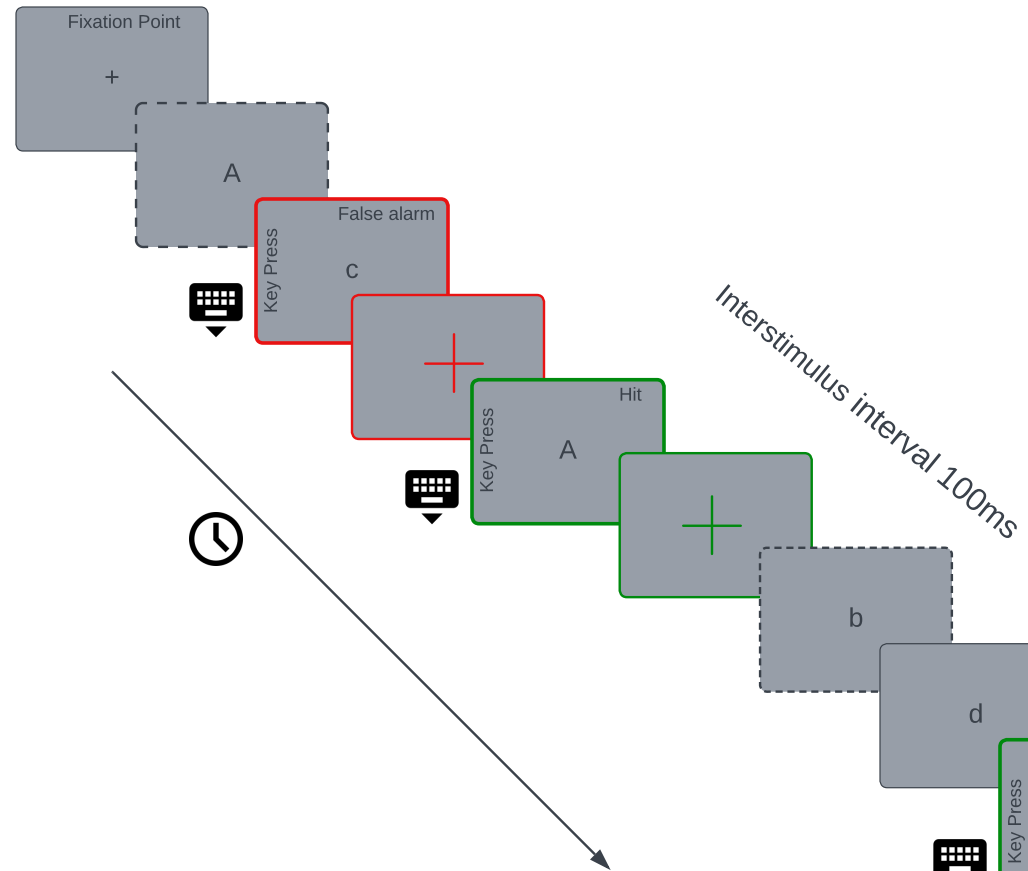 Fixation Point
+
A
False alarm
Key Press
c
Hit
Key Press
A
Interstimulus interval 100ms
b
d
Key Press